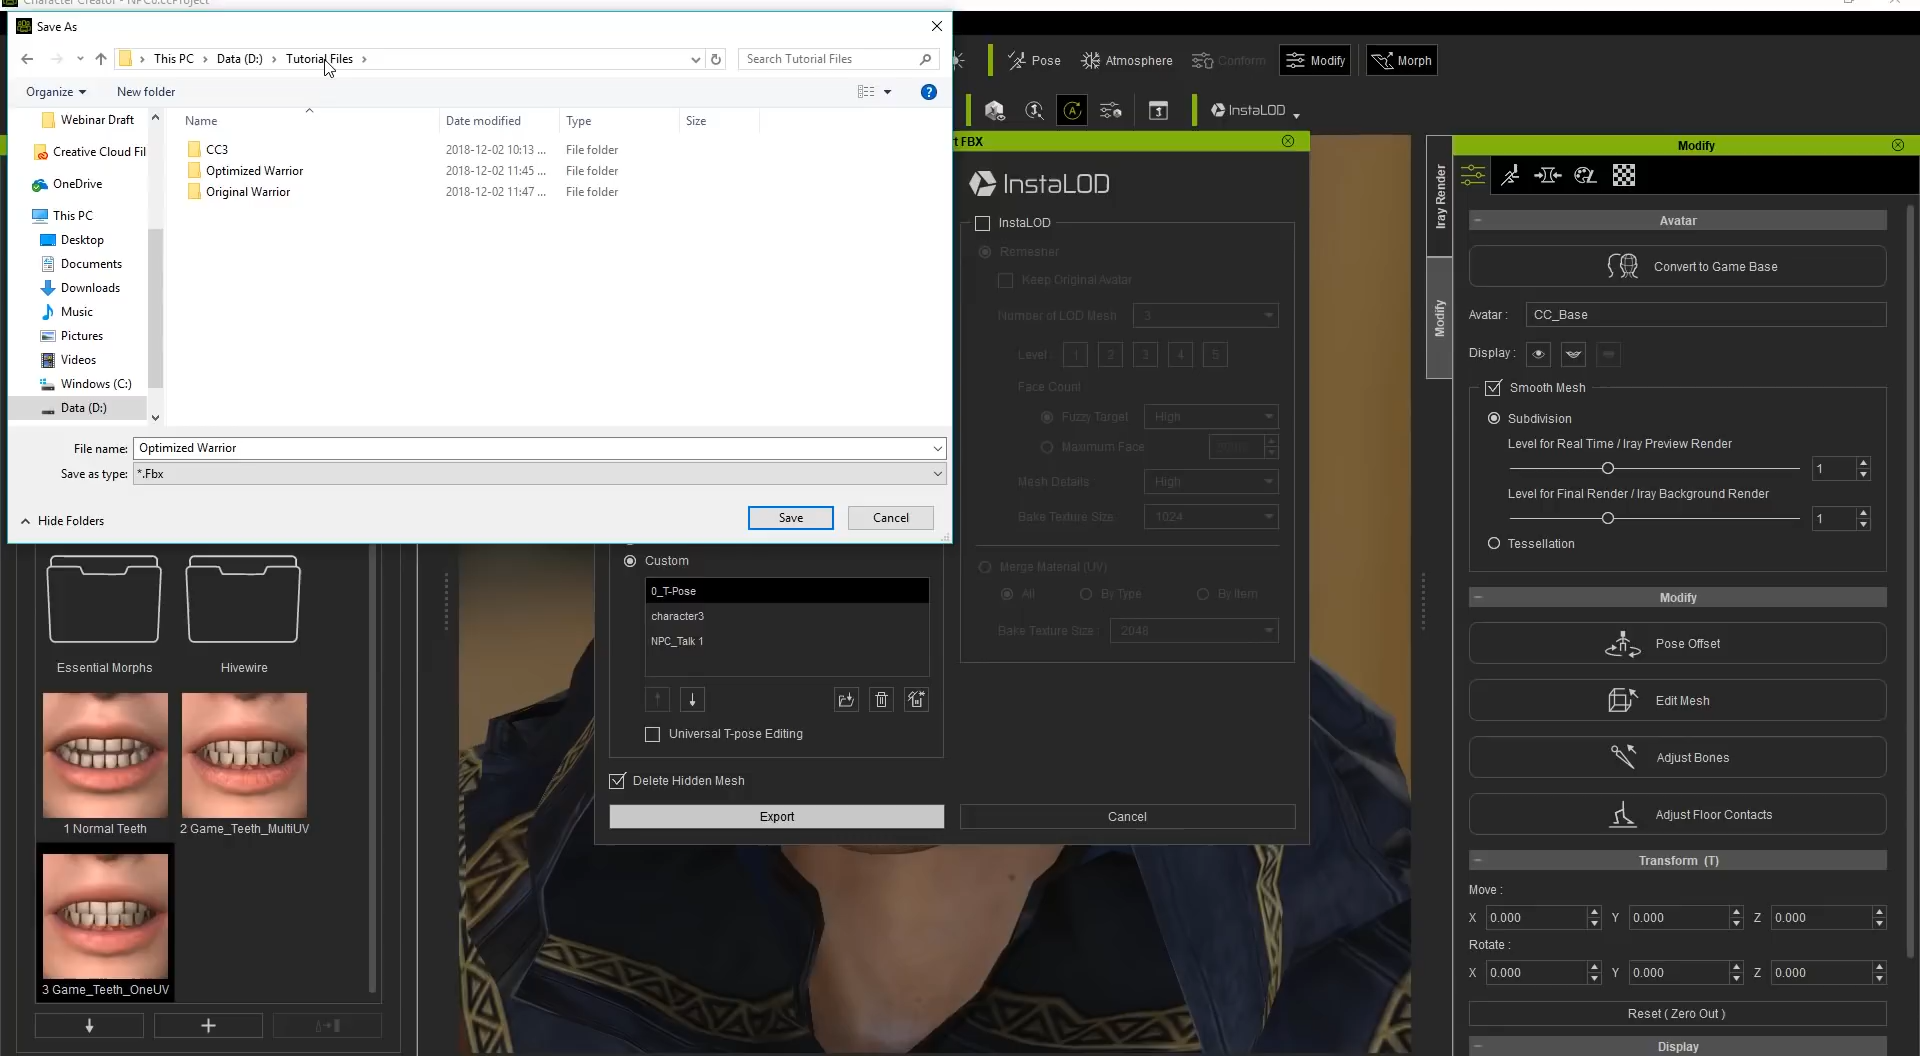 Character Creator - NPC6.ccProject
Save As
This PC > Data (D:) > Tutorial Files >
Search Tutorial Files
Organize
New folder
Webinar Draft
Creative Cloud Fil
OneDrive
This PC
Desktop
Documents
Downloads
Music
Pictures
Videos
Windows (C:)
Data (D:)
Name Date modified Type Size
CC3 2018-12-02 10:13 ... File folder
Optimized Warrior 2018-12-02 11:45 ... File folder
Original Warrior 2018-12-02 11:47 ... File folder
File name: Optimized Warrior
Save as type: *.Fbx
Hide Folders
Save
Cancel
Pose
Atmosphere
Conform
Modify
Morph
InstaLOD
t FBX
InstaLOD
InstaLOD
Remesher
Keep Original Avatar
Number of LOD Mesh 3
Level : 1 2 3 4 5
Face Count
Fuzzy Target High
Maximum Face
Mesh Details High
Bake Texture Size 1024
Merge Material (UV)
All By Type By Item
Bake Texture Size : 2048
Custom
0_T-Pose
character3
NPC_Talk 1
Universal T-pose Editing
Delete Hidden Mesh
Export
Cancel
Essential Morphs
Hivewire
1 Normal Teeth
2 Game_Teeth_MultiUV
3 Game_Teeth_OneUV
Iray Render
Modify
Modify
Avatar
Convert to Game Base
Avatar : CC_Base
Display :
Smooth Mesh
Subdivision
Level for Real Time / Iray Preview Render
1
Level for Final Render / Iray Background Render
1
Tessellation
Modify
Pose Offset
Edit Mesh
Adjust Bones
Adjust Floor Contacts
Transform (T)
Move :
X 0.000 Y 0.000 Z 0.000
Rotate :
X 0.000 Y 0.000 Z 0.000
Reset ( Zero Out )
Display